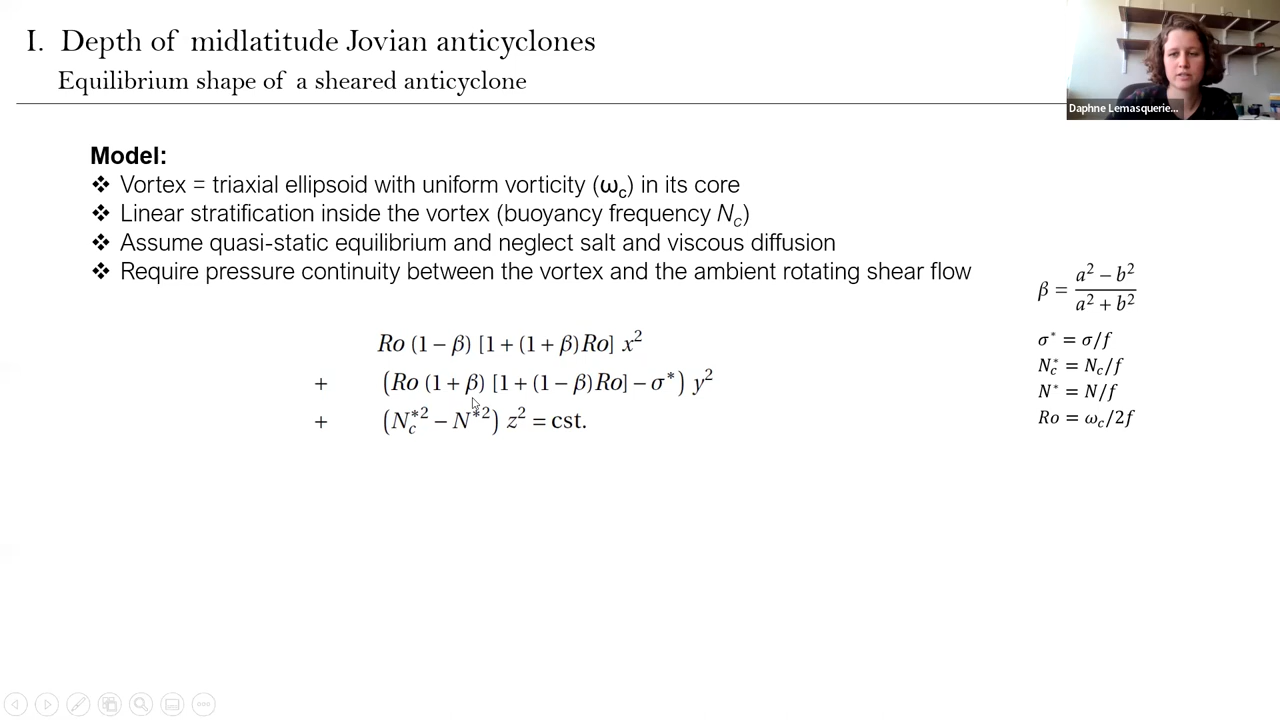 I. Depth of midlatitude Jovian anticyclones
Equilibrium shape of a sheared anticyclone
Daphne Lemasquerie...
Model:
❖ Vortex = triaxial ellipsoid with uniform vorticity (ω_c) in its core
❖ Linear stratification inside the vortex (buoyancy frequency N_c)
❖ Assume quasi-static equilibrium and neglect salt and viscous diffusion
❖ Require pressure continuity between the vortex and the ambient rotating shear flow
β = (a² − b²)/(a² + b²)
σ* = σ/f
N_c* = N_c/f
N* = N/f
Ro = ω_c/2f
Ro (1 − β) [1 + (1 + β)Ro] x²
+ (Ro (1 + β) [1 + (1 − β)Ro] − σ*) y²
+ (N_c*² − N*²) z² = cst.